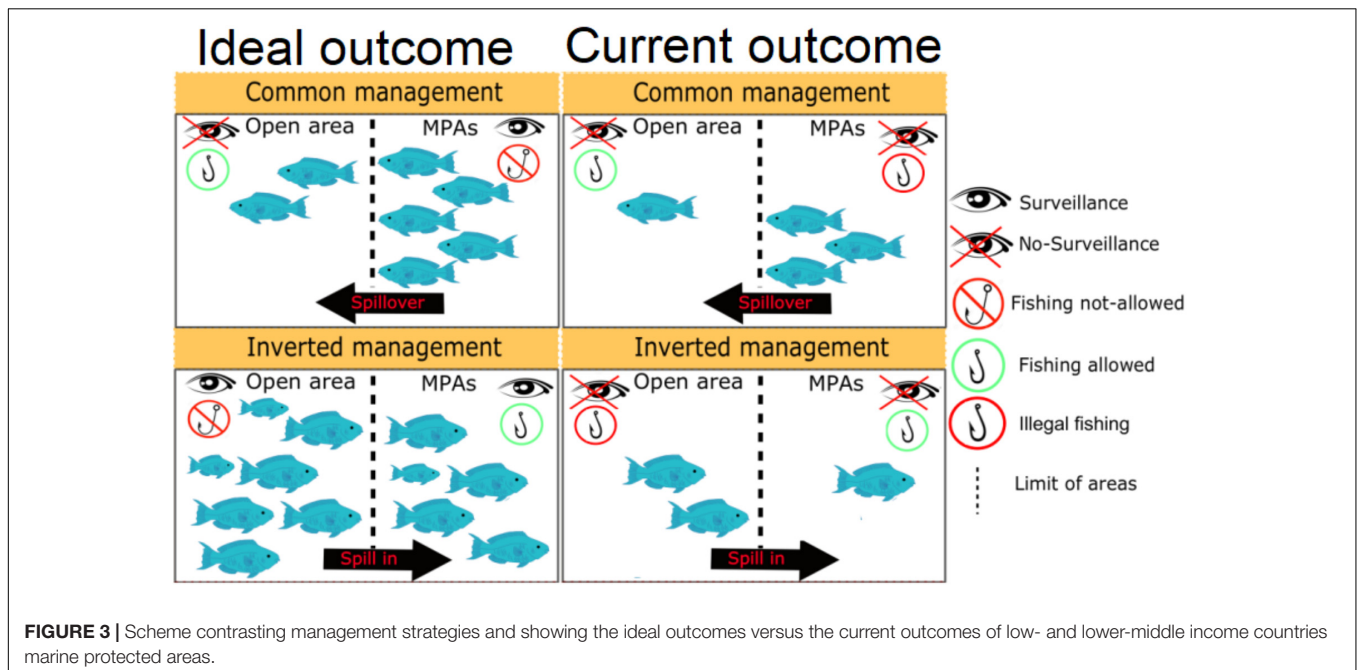 Ideal outcome
Current outcome
Common management
Common management
Open area
MPAs
Open area
MPAs
Spillover
Spillover
Inverted management
Inverted management
Open area
MPAs
Open area
MPAs
Spill in
Spill in
Surveillance
No-Surveillance
Fishing not-allowed
Fishing allowed
Illegal fishing
Limit of areas
FIGURE 3 | Scheme contrasting management strategies and showing the ideal outcomes versus the current outcomes of low- and lower-middle income countries
marine protected areas.